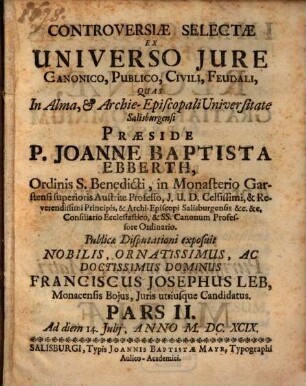 CONTROVERSIÆ SELECTÆ
EX
UNIVERSO JURE
CANONICO, PUBLICO, CIVILI, FEUDALI,
QUAS
In Alma, & Archie-Episcopali Universitate
Salisburgensi
PRÆSIDE
P. JOANNE BAPTISTA
EBBERTH,
Ordinis S. Benedicti, in Monasterio Gar-
stensi superioris Austriæ Professo, J. U. D. Celsissimi, & Re-
verendissimi Principis, & Archi-Episcopi Salisburgensis &c. &c.
Consiliario Ecclesiastico, & SS. Canonum Profes-
sore Ordinario.
Publicæ Disputationi exposuit
NOBILIS, ORNATISSIMUS, AC
DOCTISSIMUS DOMINUS
FRANCISCUS JOSEPHUS LEB,
Monacensis Bojus, Juris utriusque Candidatus.
PARS II.
Ad diem 14. Julij, ANNO M. DC. XCIX.
SALISBURGI, Typis JOANNIS BAPTISTÆ MAYR, Typographi
Aulico-Academici.